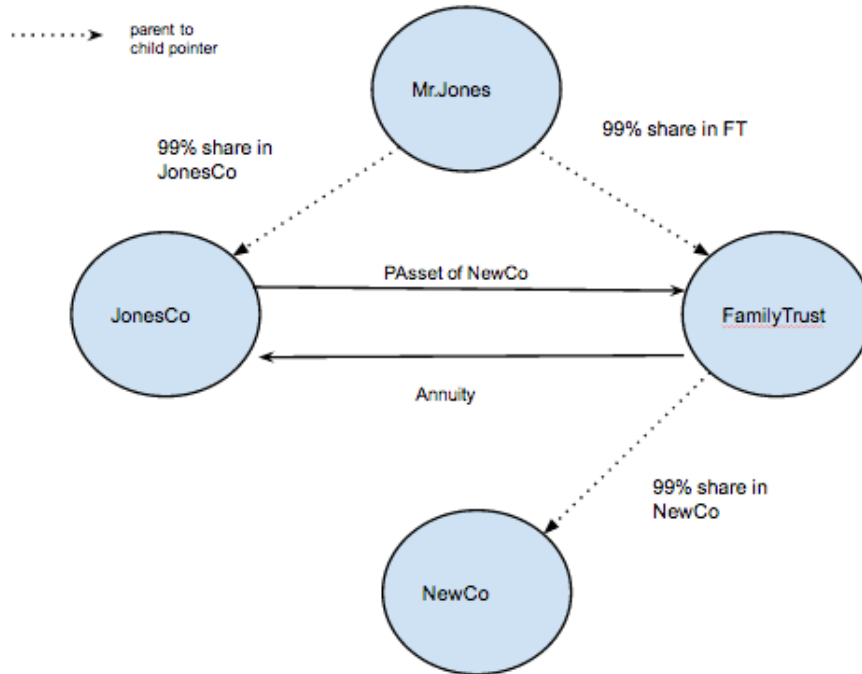 parent to
child pointer
Mr.Jones
99% share in FT
99% share in
JonesCo
PAsset of NewCo
JonesCo
FamilyTrust
Annuity
99% share in
NewCo
NewCo